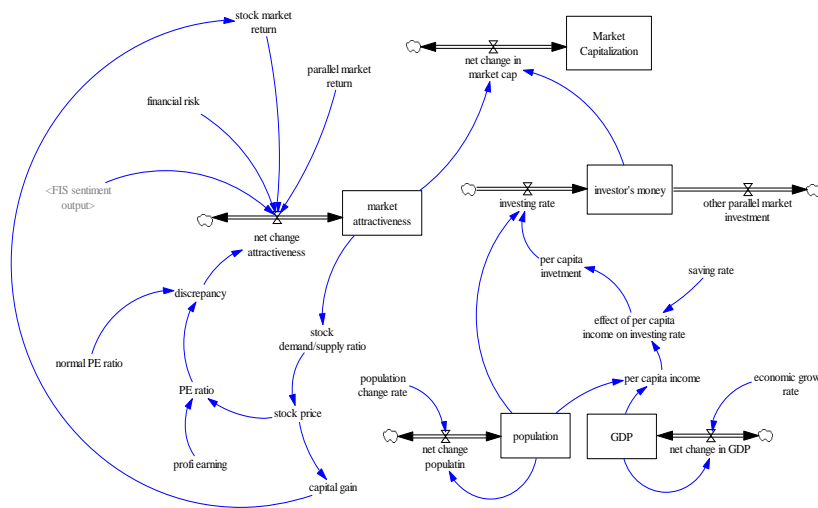 stock market
return
Market
Capitalization
net change in
market cap
parallel market
return
financial risk
<FIS sentiment
output>
market
attractiveness
investing rate
investor's money
other parallel market
investment
net change
attractiveness
per capita
invetment
saving rate
discrepancy
effect of per capita
income on investing rate
stock
demand/supply ratio
normal PE ratio
PE ratio
population
change rate
per capita income
economic grow
rate
stock price
population
GDP
net change
populatin
net change in GDP
profi earning
capital gain